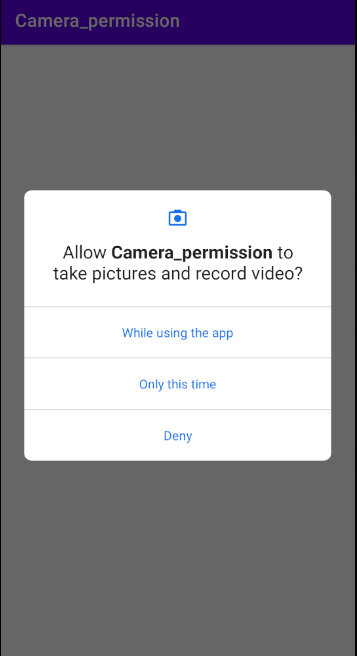 Camera_permission
Allow Camera_permission to
take pictures and record video?
While using the app
Only this time
Deny